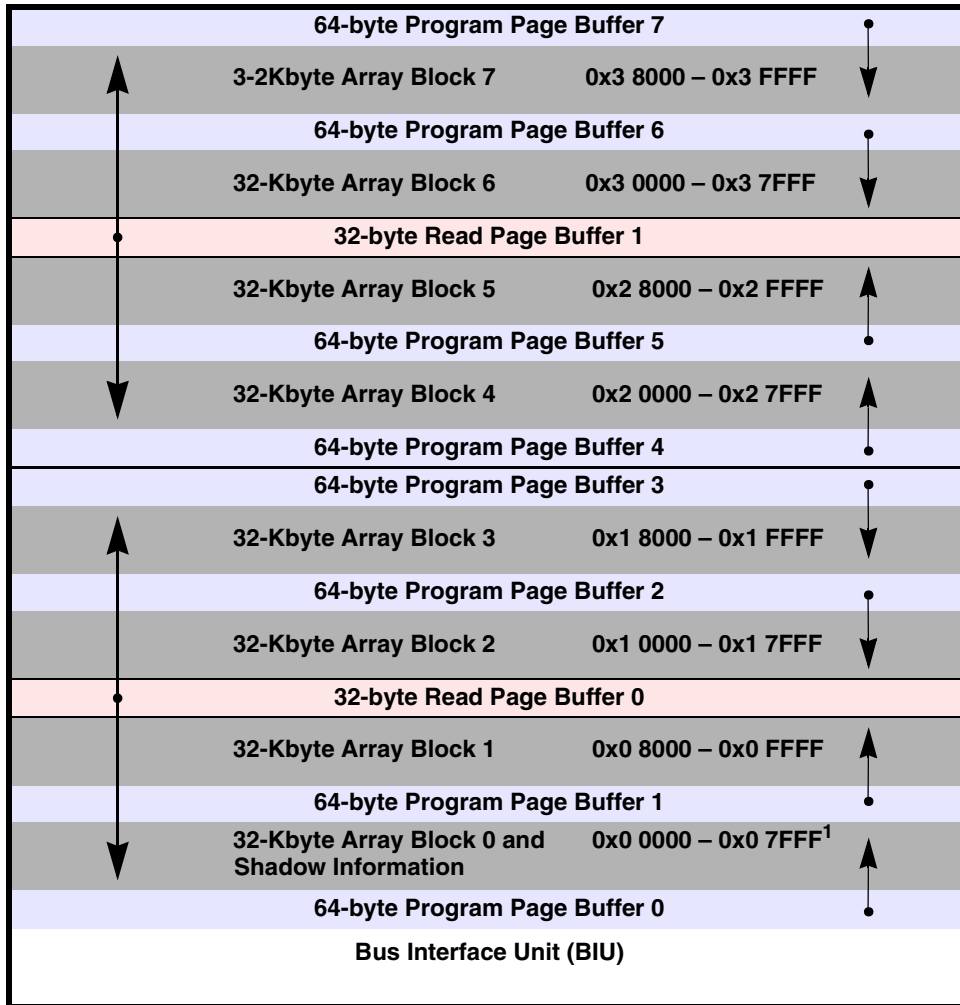 64-byte Program Page Buffer 7
3-2Kbyte Array Block 7 0x3 8000 – 0x3 FFFF
64-byte Program Page Buffer 6
32-Kbyte Array Block 6 0x3 0000 – 0x3 7FFF
32-byte Read Page Buffer 1
32-Kbyte Array Block 5 0x2 8000 – 0x2 FFFF
64-byte Program Page Buffer 5
32-Kbyte Array Block 4 0x2 0000 – 0x2 7FFF
64-byte Program Page Buffer 4
64-byte Program Page Buffer 3
32-Kbyte Array Block 3 0x1 8000 – 0x1 FFFF
64-byte Program Page Buffer 2
32-Kbyte Array Block 2 0x1 0000 – 0x1 7FFF
32-byte Read Page Buffer 0
32-Kbyte Array Block 1 0x0 8000 – 0x0 FFFF
64-byte Program Page Buffer 1
32-Kbyte Array Block 0 and 0x0 0000 – 0x0 7FFF¹
Shadow Information
64-byte Program Page Buffer 0
Bus Interface Unit (BIU)